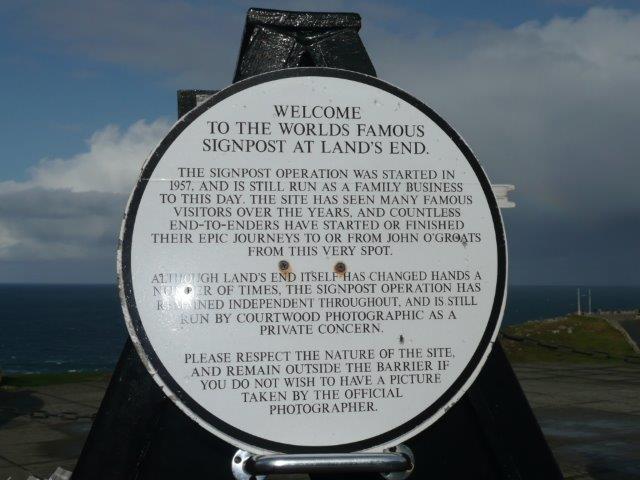 WELCOME
TO THE WORLDS FAMOUS
SIGNPOST AT LAND'S END.
THE SIGNPOST OPERATION WAS STARTED IN
1957, AND IS STILL RUN AS A FAMILY BUSINESS
TO THIS DAY. THE SITE HAS SEEN MANY FAMOUS
VISITORS OVER THE YEARS, AND COUNTLESS
END-TO-ENDERS HAVE STARTED OR FINISHED
THEIR EPIC JOURNEYS TO OR FROM JOHN O'GROATS
FROM THIS VERY SPOT.
ALTHOUGH LAND'S END ITSELF HAS CHANGED HANDS A
NUMBER OF TIMES, THE SIGNPOST OPERATION HAS
REMAINED INDEPENDENT THROUGHOUT, AND IS STILL
RUN BY COURTWOOD PHOTOGRAPHIC AS A
PRIVATE CONCERN.
PLEASE RESPECT THE NATURE OF THE SITE,
AND REMAIN OUTSIDE THE BARRIER IF
YOU DO NOT WISH TO HAVE A PICTURE
TAKEN BY THE OFFICIAL
PHOTOGRAPHER.